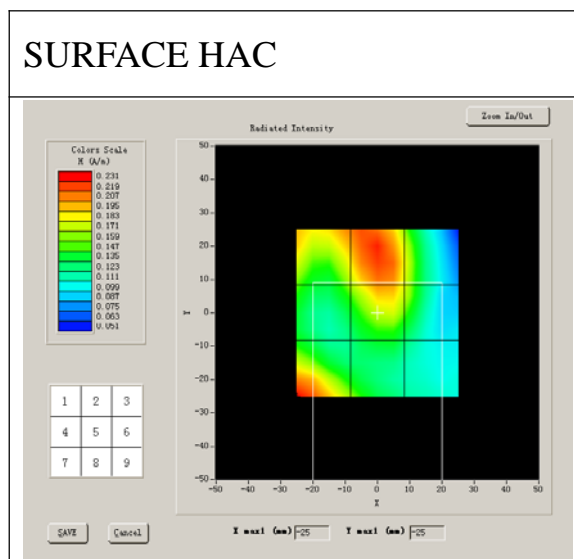 SURFACE HAC
Zoom In/Out
Radiated Intensity
Colors Scale
H (A/m)
0.231
0.219
0.207
0.195
0.183
0.171
0.159
0.147
0.135
0.123
0.111
0.099
0.087
0.075
0.063
0.051
50
40
30
20
10
0
-10
-20
-30
-40
-50
Y
-50 -40 -30 -20 -10 0 10 20 30 40 50
X
1 2 3
4 5 6
7 8 9
SAVE Cancel
X max1 (mm) -25 Y max1 (mm) -25